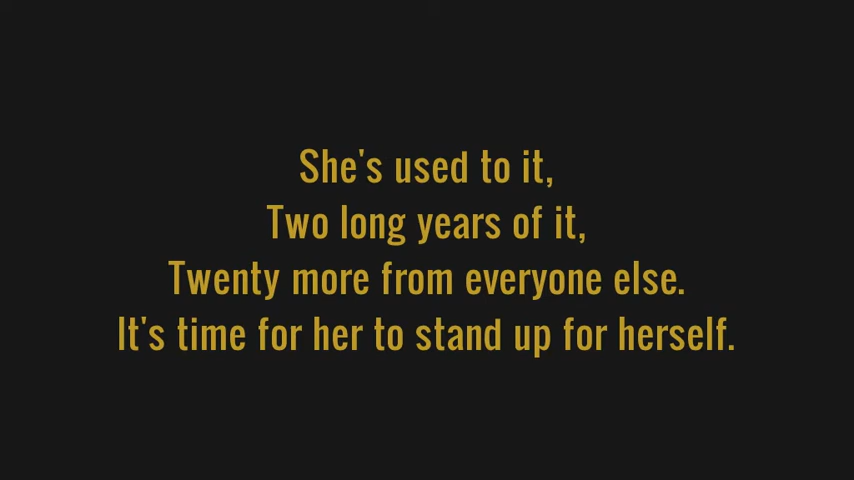 She's used to it,
Two long years of it,
Twenty more from everyone else.
It's time for her to stand up for herself.